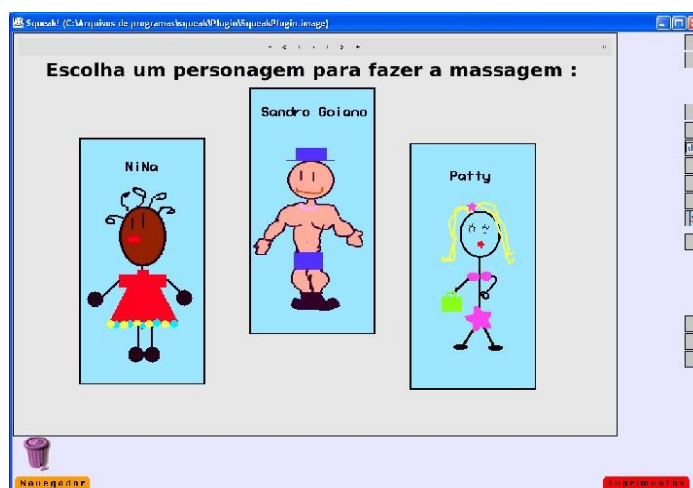 Squeak! (C:\Arquivos de programas\squeak\Plugin\SqueakPlugin.image)
Escolha um personagem para fazer a massagem :
NiNa
Sandro Goiano
Patty
Navegador
Suprimentos